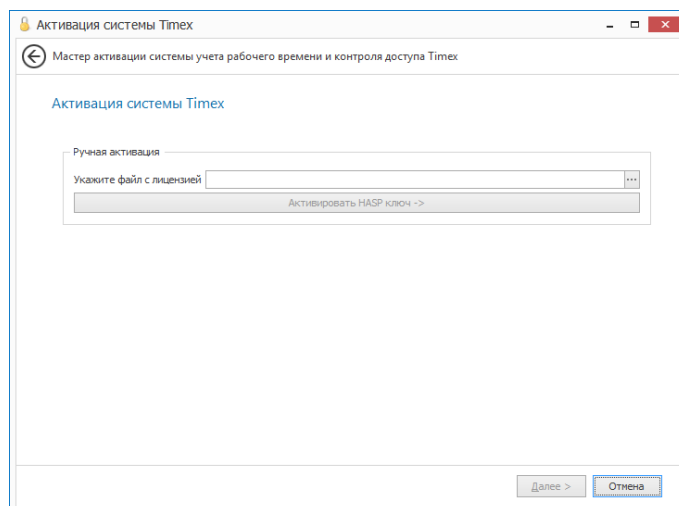 Активация системы Timex
Мастер активации системы учета рабочего времени и контроля доступа Timex
Активация системы Timex
Ручная активация
Укажите файл с лицензией
...
Активировать HASP ключ ->
Далее >
Отмена